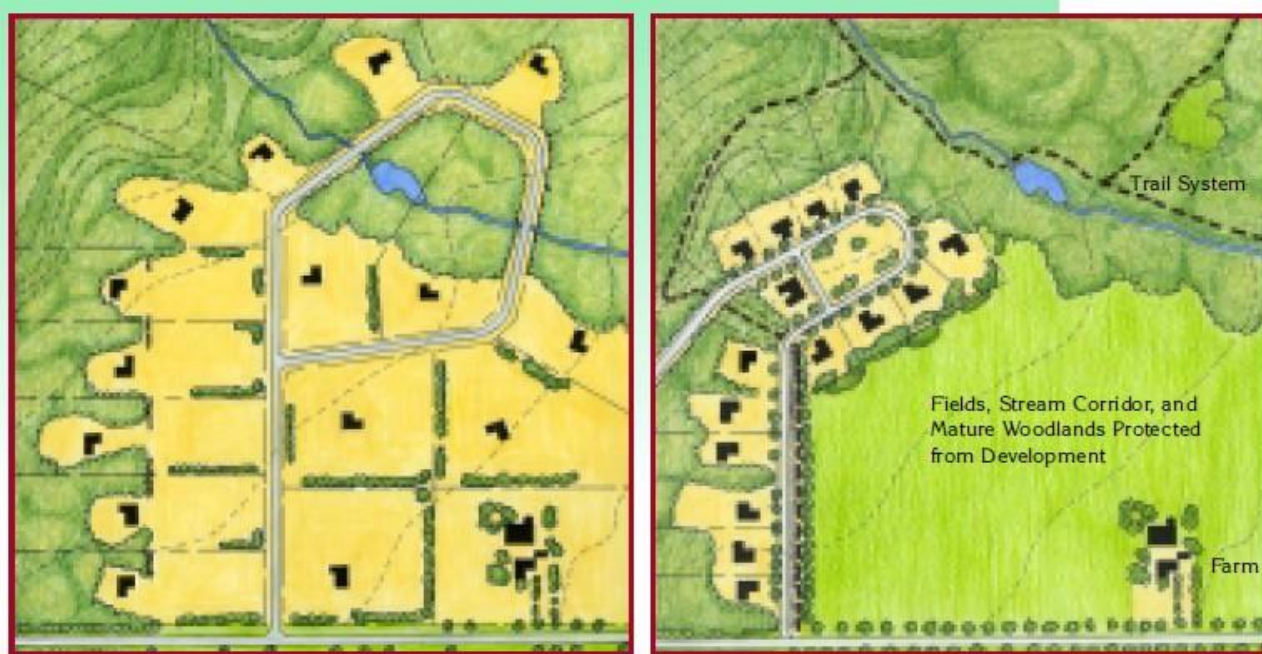 Trail System
Fields, Stream Corridor, and
Mature Woodlands Protected
from Development
Farm